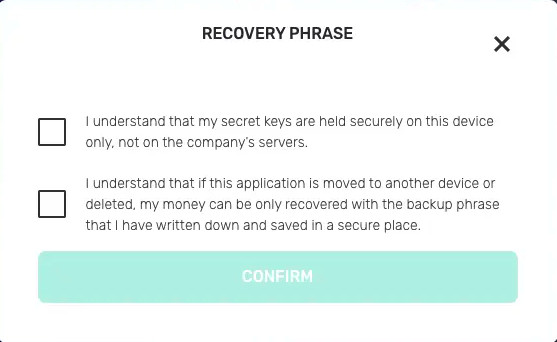 RECOVERY PHRASE
I understand that my secret keys are held securely on this device
only, not on the company's servers.
I understand that if this application is moved to another device or
deleted, my money can be only recovered with the backup phrase
that I have written down and saved in a secure place.
CONFIRM